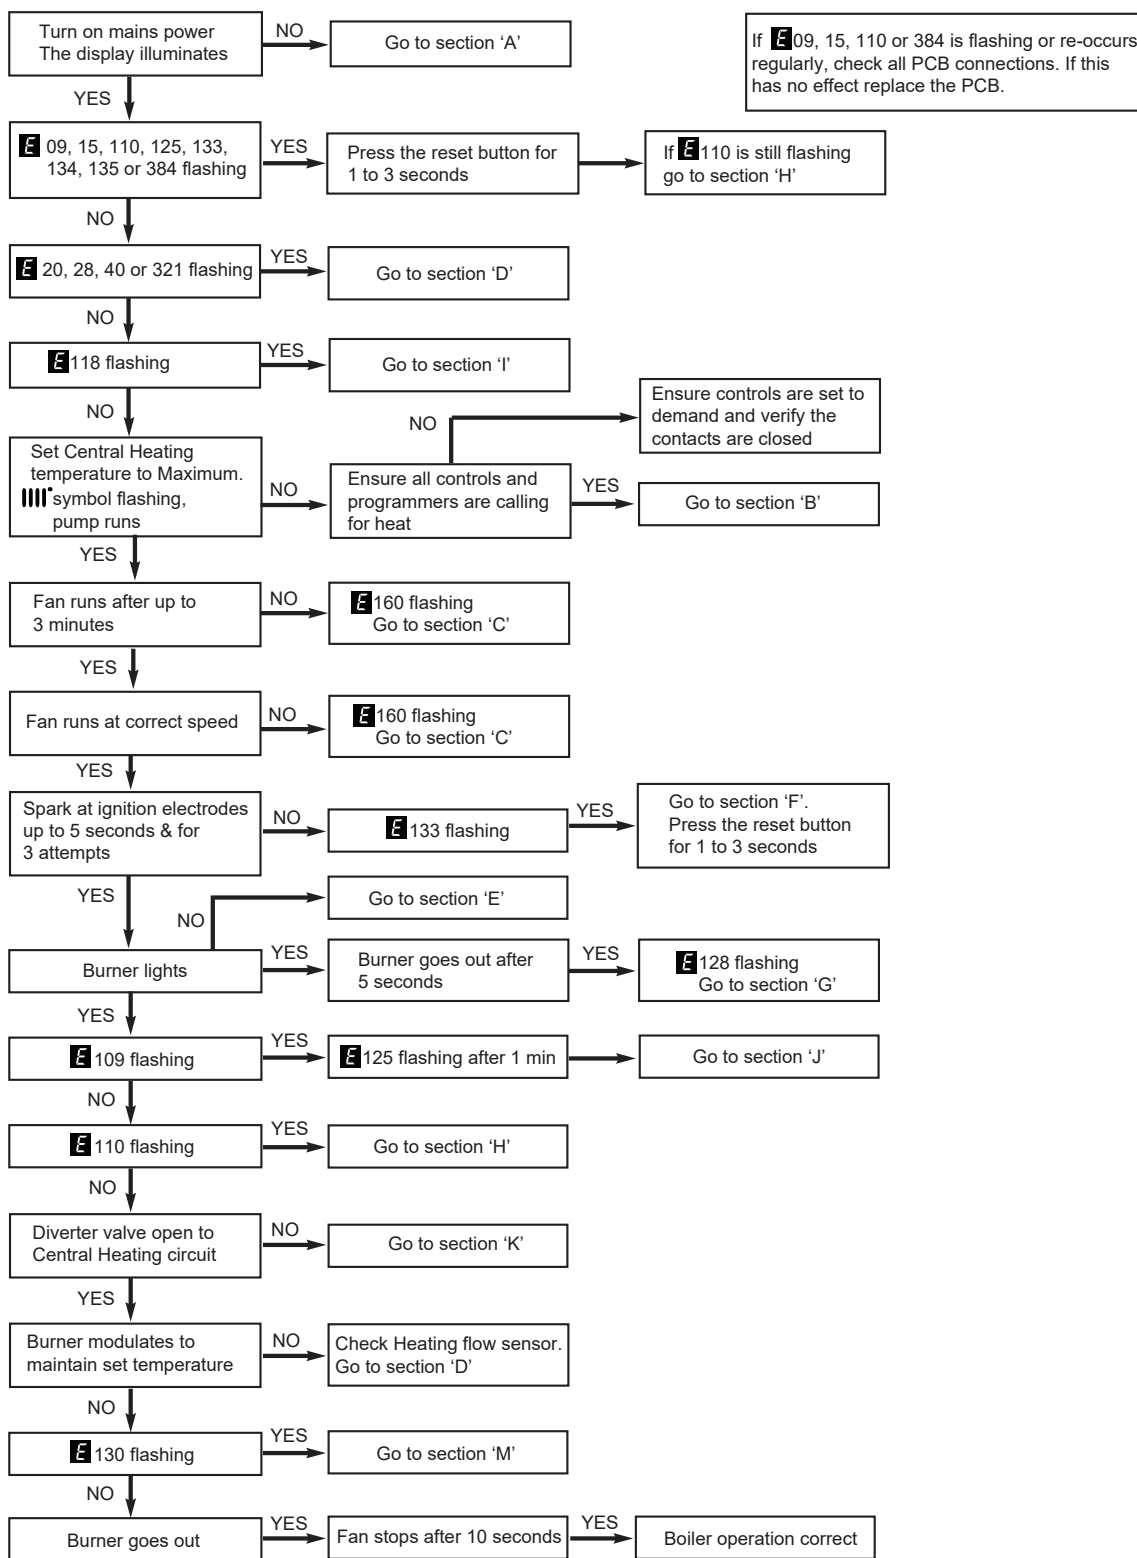 Turn on mains power
The display illuminates
NO
Go to section ‘A’
If E 09, 15, 110 or 384 is flashing or re-occurs
regularly, check all PCB connections. If this
has no effect replace the PCB.
YES
E 09, 15, 110, 125, 133,
134, 135 or 384 flashing
YES
Press the reset button for
1 to 3 seconds
If E 110 is still flashing
go to section ‘H’
NO
E 20, 28, 40 or 321 flashing
YES
Go to section ‘D’
NO
E 118 flashing
YES
Go to section ‘I’
NO
Set Central Heating
temperature to Maximum.
symbol flashing,
pump runs
NO
Ensure all controls and
programmers are calling
for heat
NO
Ensure controls are set to
demand and verify the
contacts are closed
YES
Go to section ‘B’
YES
Fan runs after up to
3 minutes
NO
E 160 flashing
Go to section ‘C’
YES
Fan runs at correct speed
NO
E 160 flashing
Go to section ‘C’
YES
Spark at ignition electrodes
up to 5 seconds & for
3 attempts
NO
E 133 flashing
YES
Go to section ‘F’.
Press the reset button
for 1 to 3 seconds
YES
NO
Go to section ‘E’
Burner lights
YES
Burner goes out after
5 seconds
YES
E 128 flashing
Go to section ‘G’
YES
E 109 flashing
YES
E 125 flashing after 1 min
Go to section ‘J’
NO
E 110 flashing
YES
Go to section ‘H’
NO
Diverter valve open to
Central Heating circuit
NO
Go to section ‘K’
YES
Burner modulates to
maintain set temperature
NO
Check Heating flow sensor.
Go to section ‘D’
NO
E 130 flashing
YES
Go to section ‘M’
NO
Burner goes out
YES
Fan stops after 10 seconds
YES
Boiler operation correct